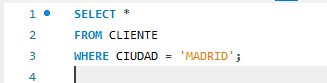 1 SELECT *
2 FROM CLIENTE
3 WHERE CIUDAD = 'MADRID';
4